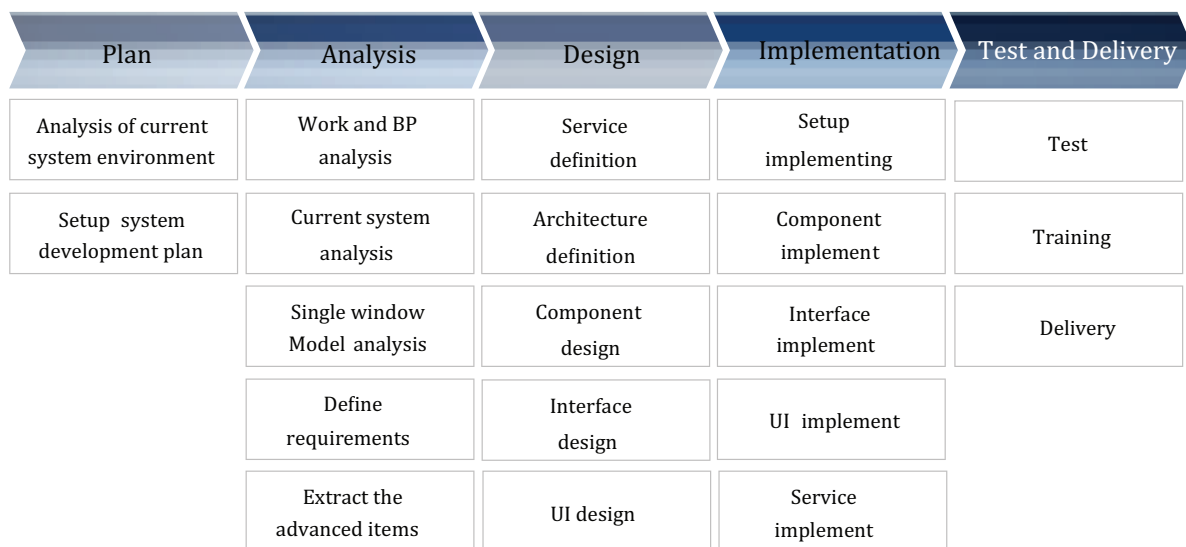 Plan
Analysis
Design
Implementation
Test and Delivery
Analysis of current
system environment
Work and BP
analysis
Service
definition
Setup
implementing
Test
Setup system
development plan
Current system
analysis
Architecture
definition
Component
implement
Training
Single window
Model analysis
Component
design
Interface
implement
Delivery
Define
requirements
Interface
design
UI implement
Extract the
advanced items
UI design
Service
implement